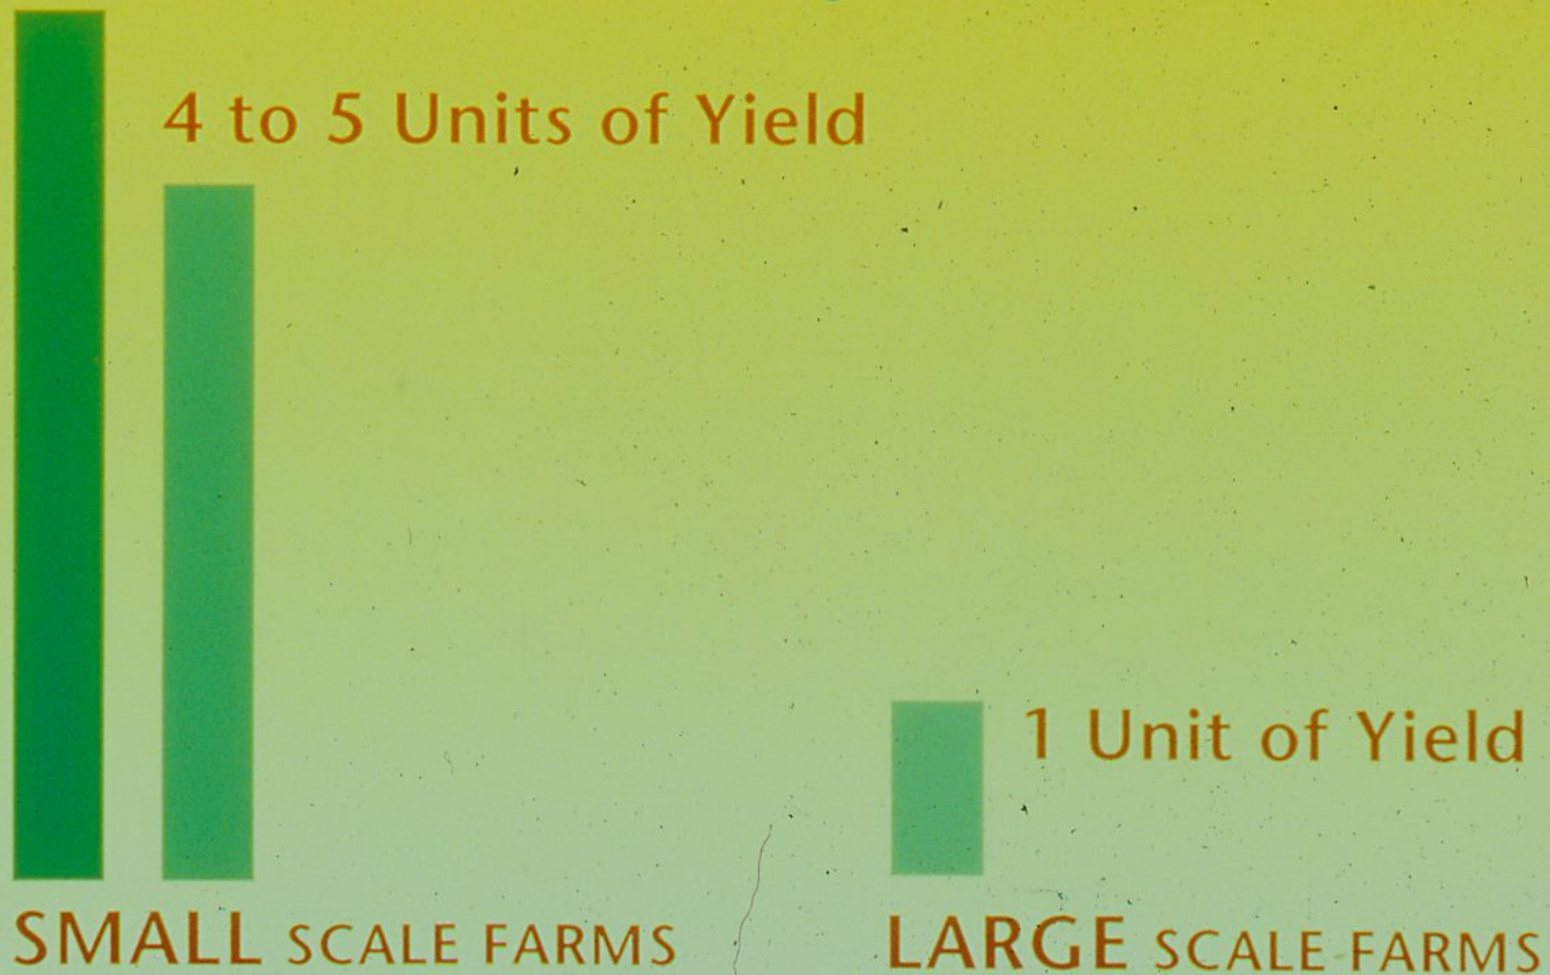 4 to 5 Units of Yield
1 Unit of Yield
SMALL SCALE FARMS
LARGE SCALE FARMS